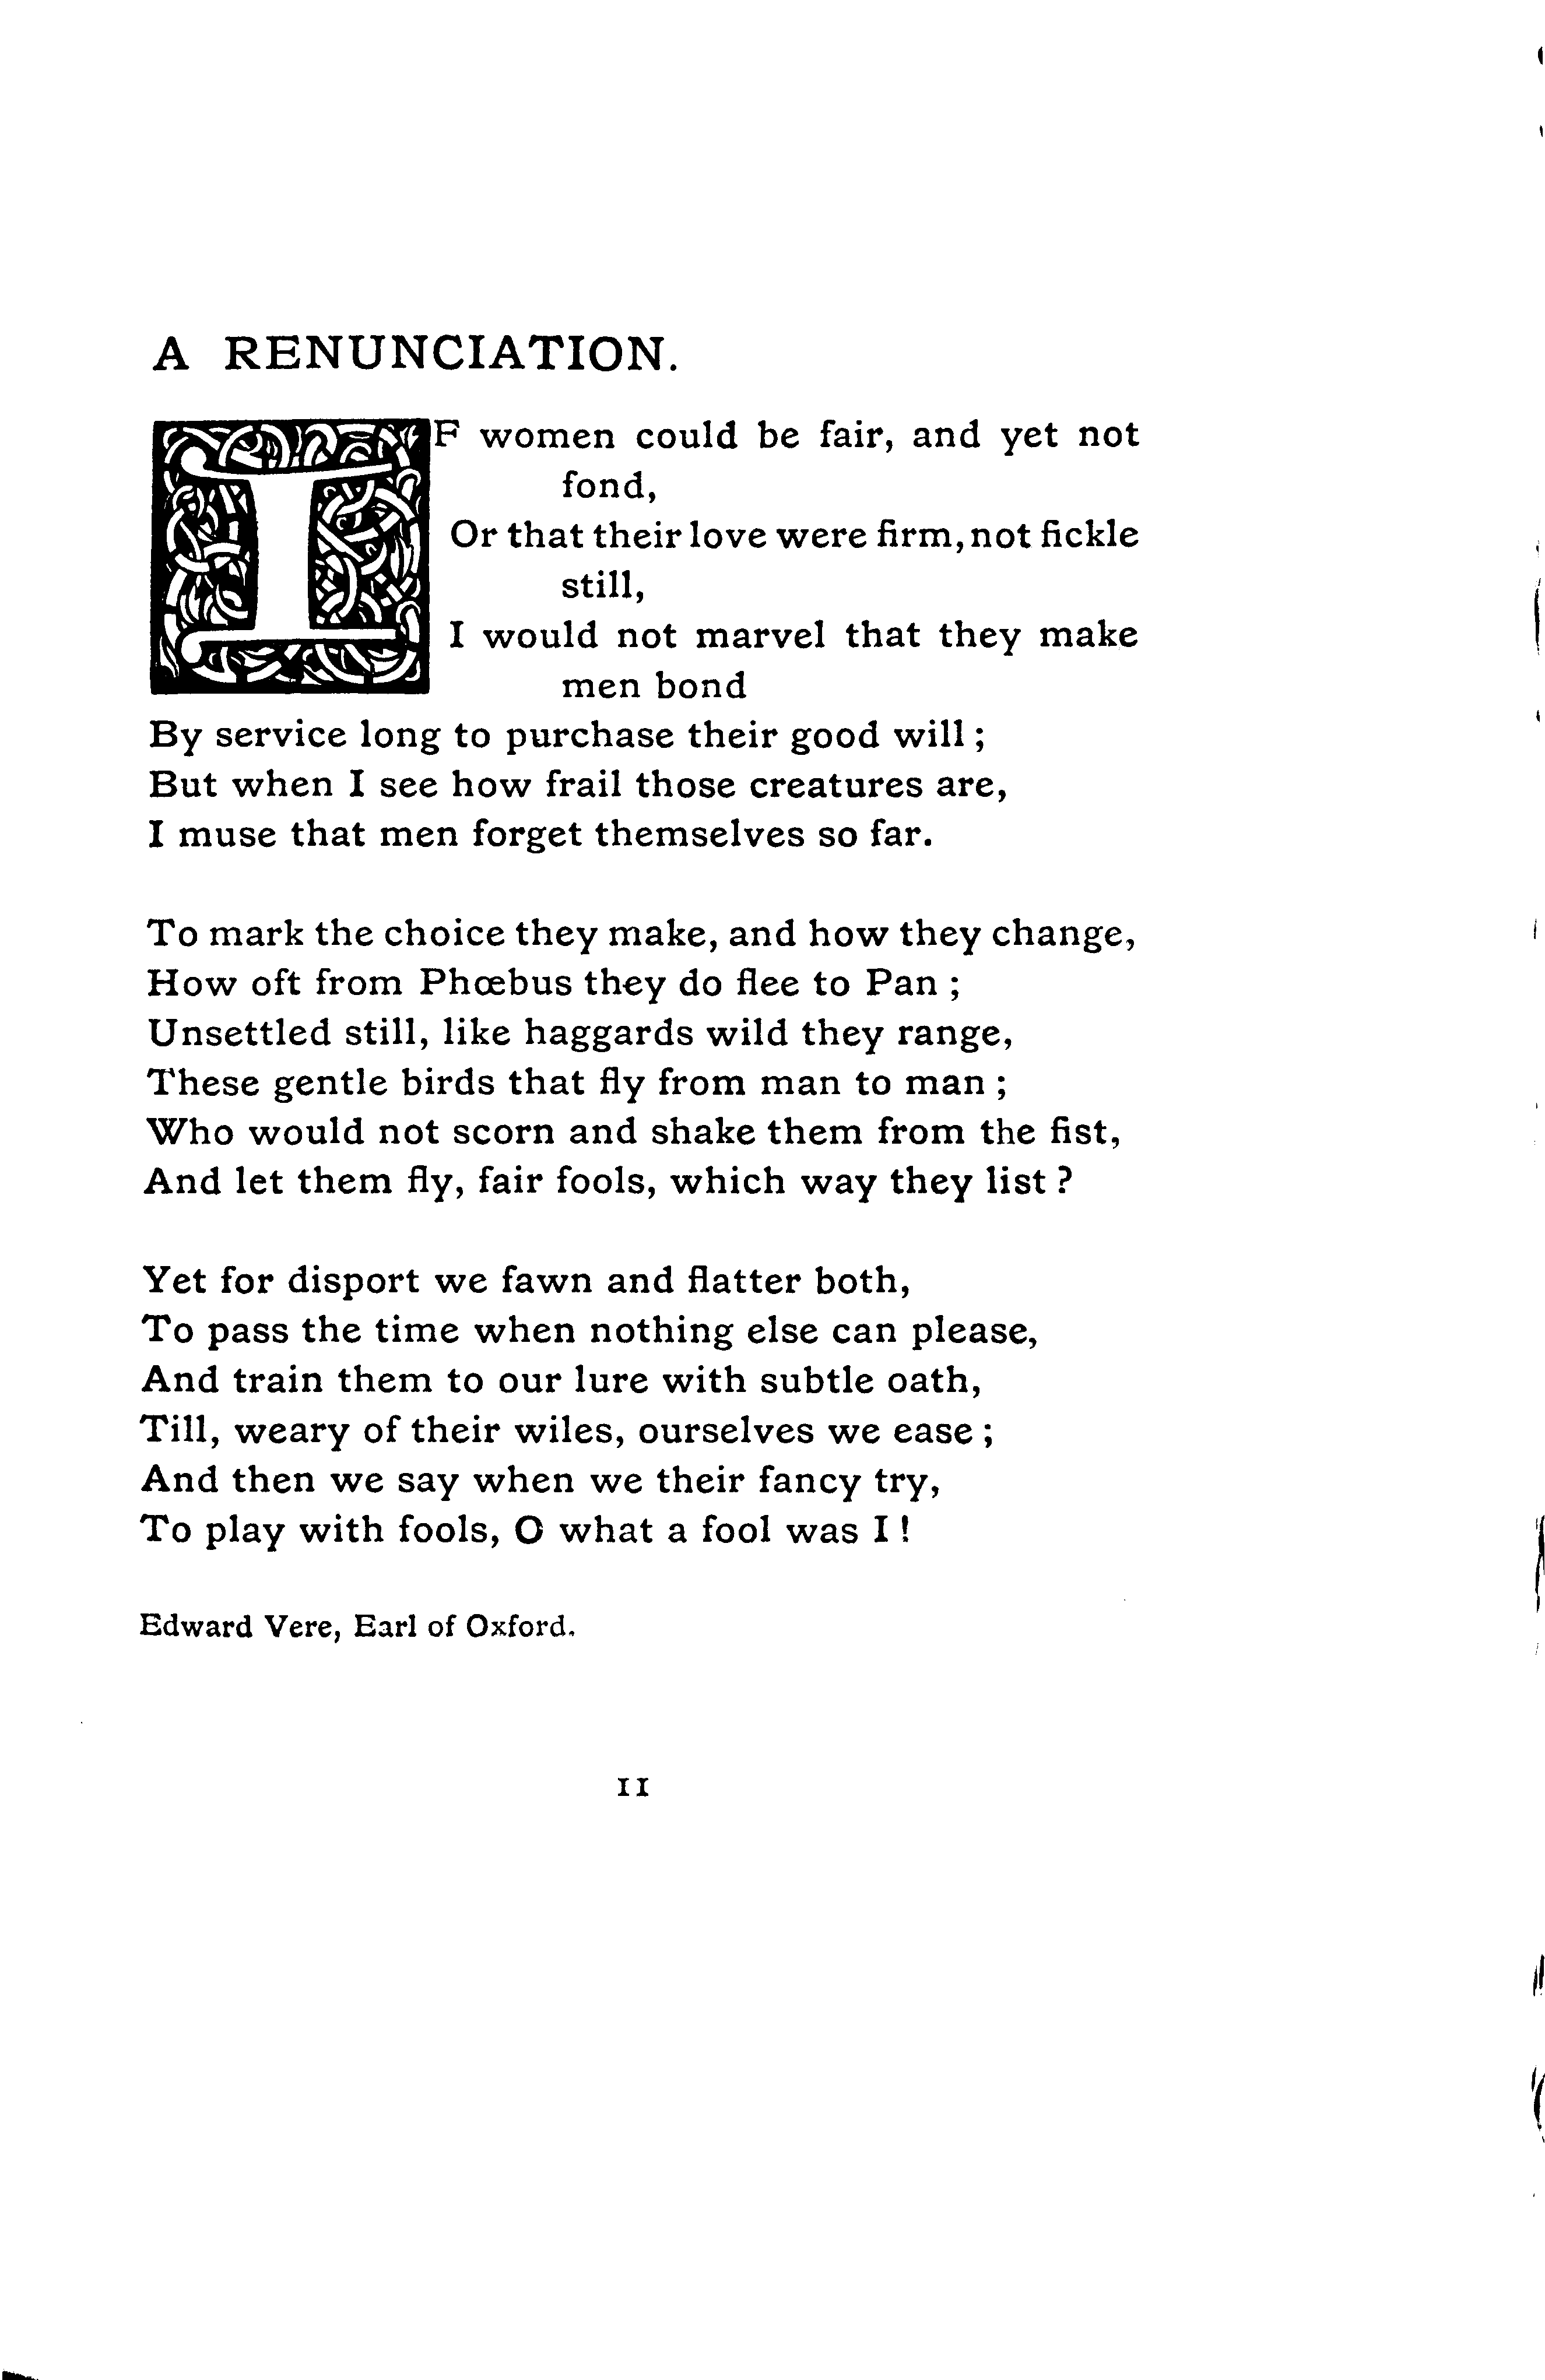 A RENUNCIATION.
IF women could be fair, and yet not
fond,
Or that their love were firm, not fickle
still,
I would not marvel that they make
men bond
By service long to purchase their good will ;
But when I see how frail those creatures are,
I muse that men forget themselves so far.
To mark the choice they make, and how they change,
How oft from Phœbus they do flee to Pan ;
Unsettled still, like haggards wild they range,
These gentle birds that fly from man to man ;
Who would not scorn and shake them from the fist,
And let them fly, fair fools, which way they list ?
Yet for disport we fawn and flatter both,
To pass the time when nothing else can please,
And train them to our lure with subtle oath,
Till, weary of their wiles, ourselves we ease ;
And then we say when we their fancy try,
To play with fools, O what a fool was I !
Edward Vere, Earl of Oxford.
11